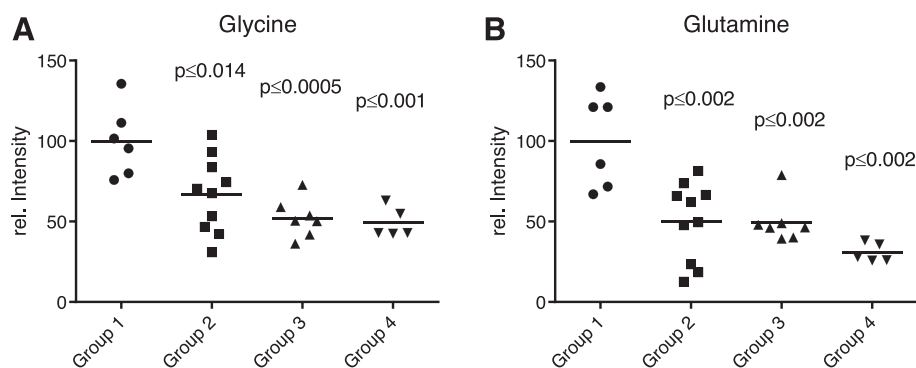 A
Glycine
rel. Intensity
150
100
50
0
p≤0.014
p≤0.0005
p≤0.001
Group 1
Group 2
Group 3
Group 4
B
Glutamine
rel. Intensity
150
100
50
0
p≤0.002
p≤0.002
p≤0.002
Group 1
Group 2
Group 3
Group 4